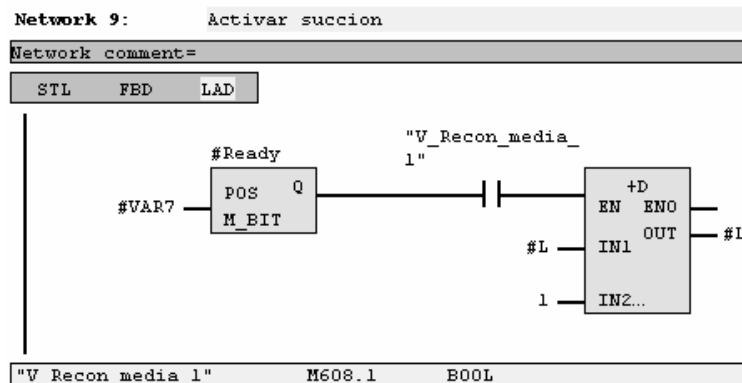 Network 9: Activar succion
Network comment=
STL FBD LAD
"V_Recon_media_
1"
#Ready
+D
POS Q
EN ENO
#VAR7
M_BIT
OUT
#L IN1
1 IN2...
"V Recon media 1" M608.1 BOOL